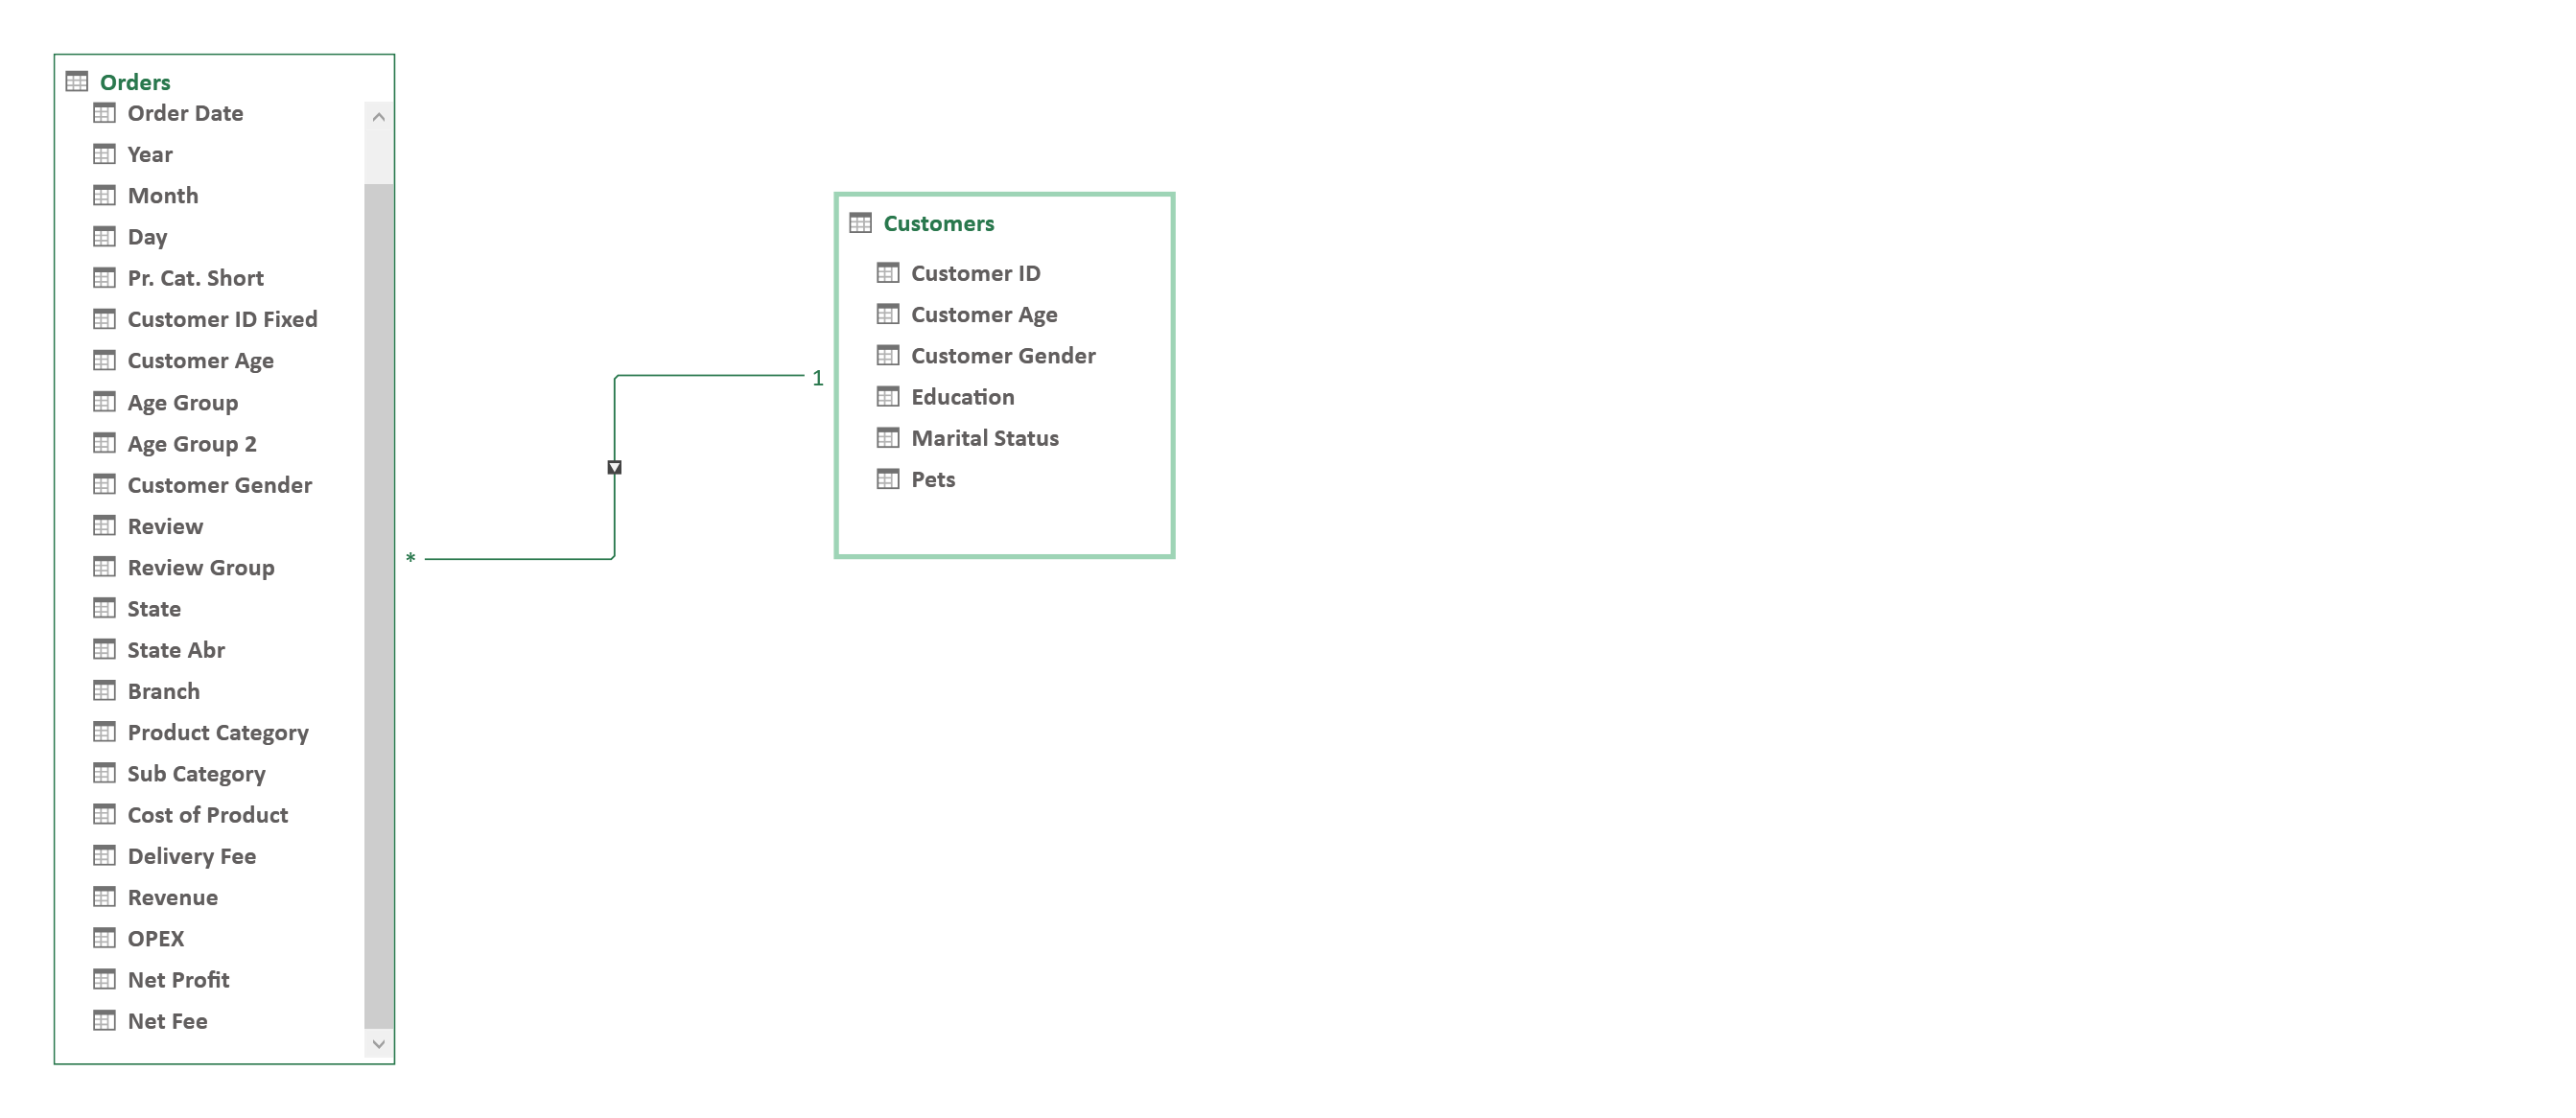 Orders
Order Date
Year
Month
Day
Pr. Cat. Short
Customer ID Fixed
Customer Age
Age Group
Age Group 2
Customer Gender
Review
Review Group
State
State Abr
Branch
Product Category
Sub Category
Cost of Product
Delivery Fee
Revenue
OPEX
Net Profit
Net Fee
*
1
Customers
Customer ID
Customer Age
Customer Gender
Education
Marital Status
Pets